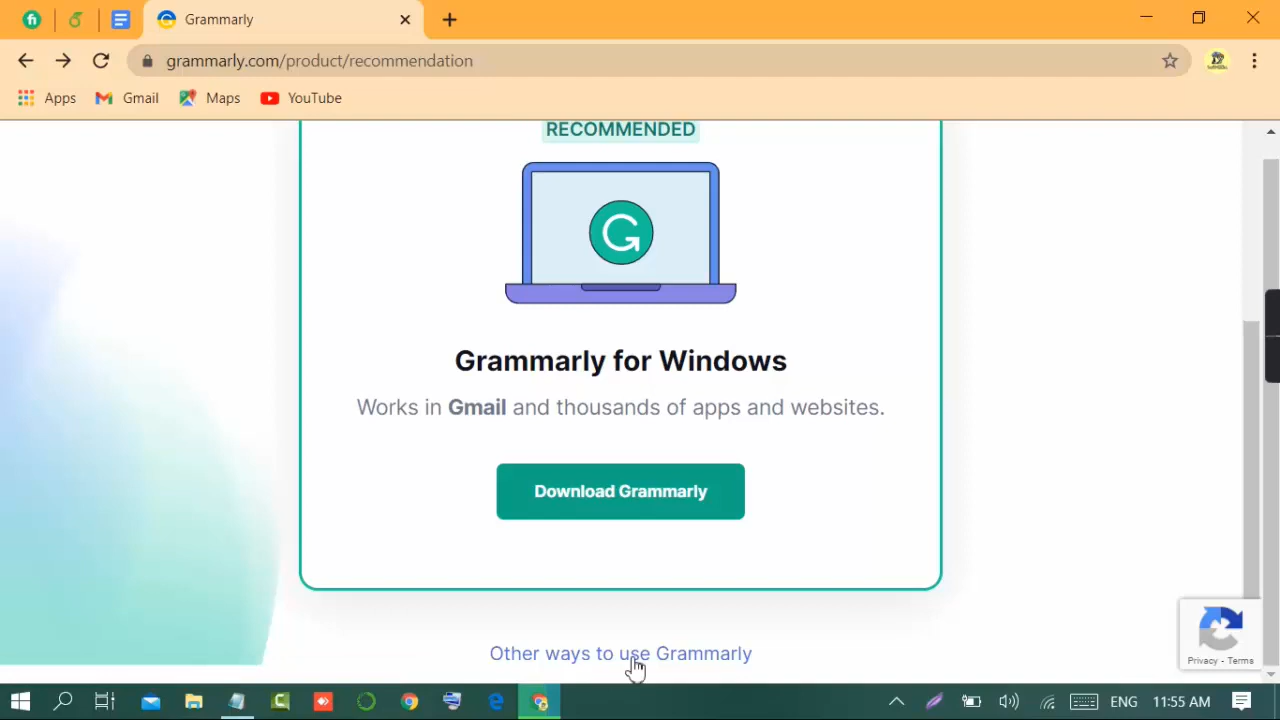 Grammarly
grammarly.com/product/recommendation
Apps Gmail Maps YouTube
RECOMMENDED
Grammarly for Windows
Works in Gmail and thousands of apps and websites.
Download Grammarly
Other ways to use Grammarly
Privacy - Terms
ENG 11:55 AM